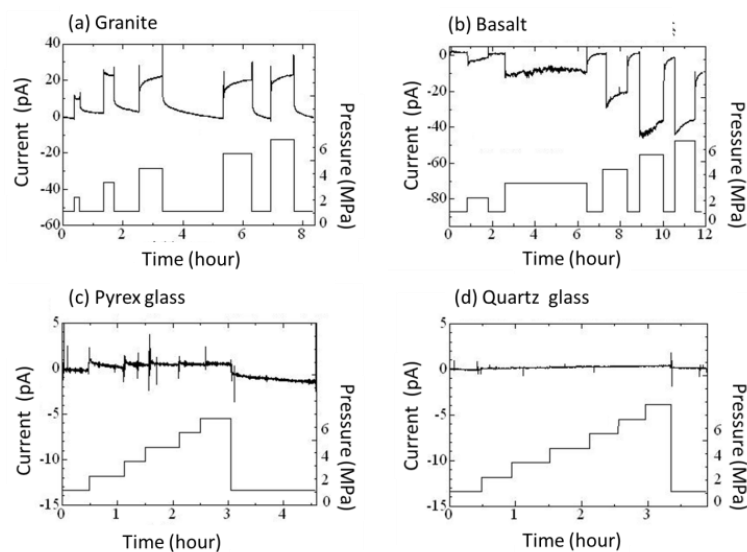 (a) Granite
40
20
0
-20
-40
-60
Current (pA)
6
4
2
0
Pressure (MPa)
0 2 4 6 8
Time (hour)
(b) Basalt
0
-20
-40
-60
-80
Current (pA)
6
4
2
0
Pressure (MPa)
0 2 4 6 8 10 12
Time (hour)
(c) Pyrex glass
5
0
-5
-10
-15
Current (pA)
6
4
2
0
Pressure (MPa)
0 1 2 3 4
Time (hour)
(d) Quartz glass
5
0
-5
-10
-15
Current (pA)
6
4
2
0
Pressure (MPa)
0 1 2 3
Time (hour)